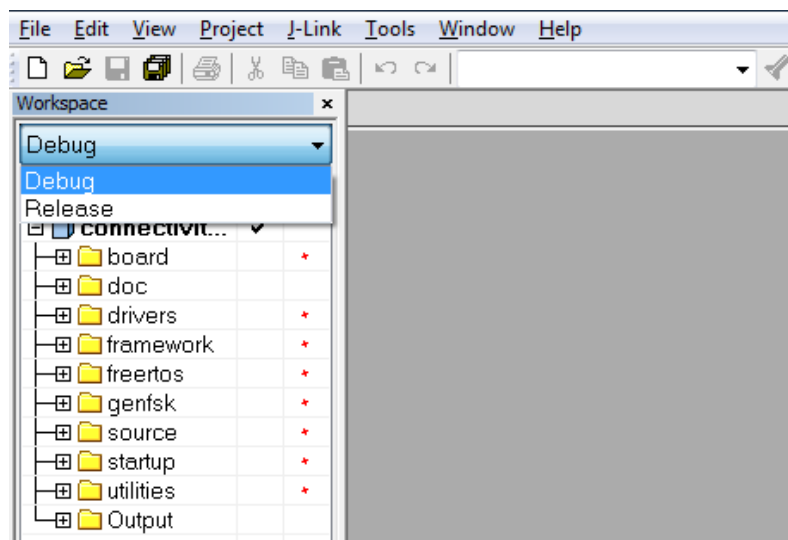 File Edit View Project J-Link Tools Window Help
Workspace
Debug
Debug
Release
connectivit...
board
doc
drivers
framework
freertos
genfsk
source
startup
utilities
Output